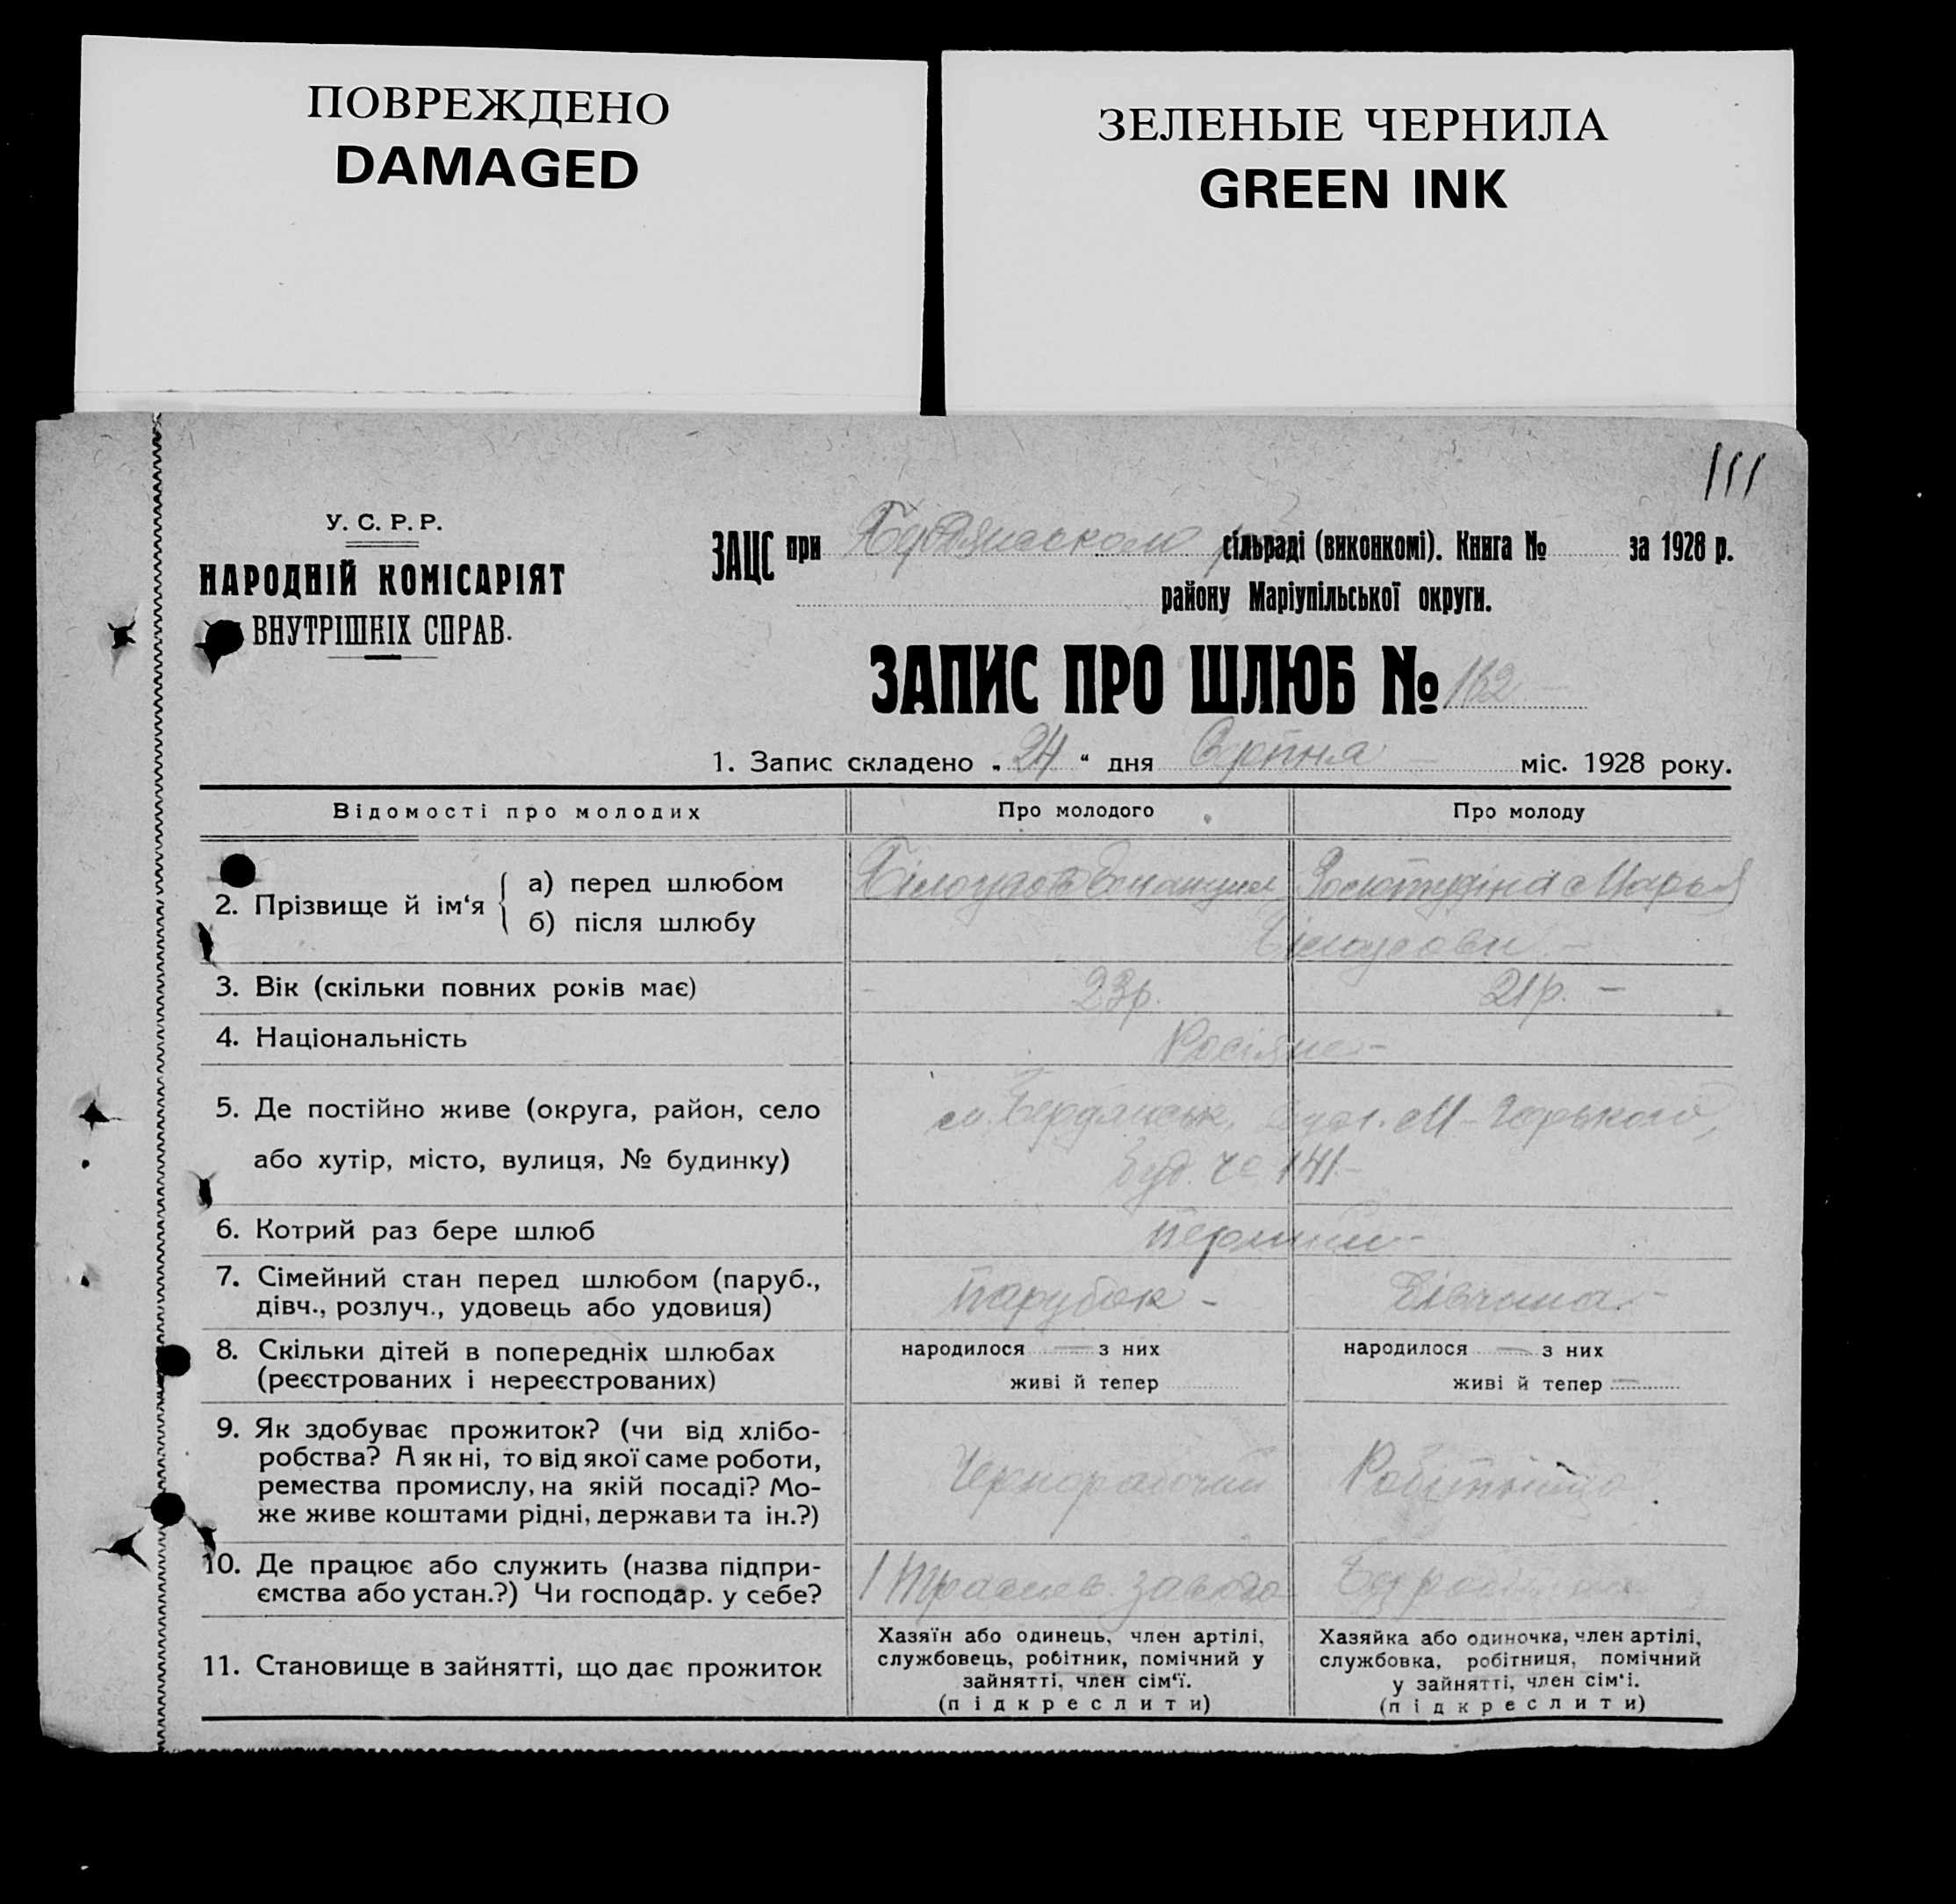 ПОВРЕЖДЕНО
DAMAGED
ЗЕЛЕНЫЕ ЧЕРНИЛА
GREEN INK
111
У. С. Р. Р.
НАРОДНІЙ КОМІСАРІЯТ
ВНУТРІШНІХ СПРАВ.
ЗАЦС при сільраді (виконкомі). Книга № за 1928 р.
району Маріупільської округи.
ЗАПИС ПРО ШЛЮБ № 162
1. Запис складено „ 24 “ дня Серпня міс. 1928 року.
Відомості про молодих Про молодого Про молоду
2. Прізвище й ім‘я { а) перед шлюбом Марья
б) після шлюбу Білоусови
3. Вік (скільки повних років має) 23р. 21р. –
4. Національність Росіяне –
5. Де постійно живе (округа, район, село м. Бердянськ, М – Горького,
або хутір, місто, вулиця, № будинку) буд. № 141 –
6. Котрий раз бере шлюб
7. Сімейний стан перед шлюбом (паруб., Парубок – Дівчина –
дівч., розлуч., удовець або удовиця)
8. Скільки дітей в попередніх шлюбах народилося — з них народилося — з них
(реєстрованих і нереєстрованих) живі й тепер живі й тепер —
9. Як здобуває прожиток? (чи від хлібо-
робства? А як ні, то від якої саме роботи,
ремества промислу, на якій посаді? Мо- Чернорабочий Робітниця
же живе коштами рідні, держави та ін.?)
10. Де працює або служить (назва підпри-
ємства або устан.?) Чи господар. у себе?
11. Становище в зайнятті, що дає прожиток
Хазяїн або одинець, член артілі,
службовець, робітник, помічний у
зайнятті, член сім‘ї.
(підкреслити)
Хазяйка або одиночка, член артілі,
службовка, робітниця, помічний
у зайнятті, член сім‘і.
(підкреслити)